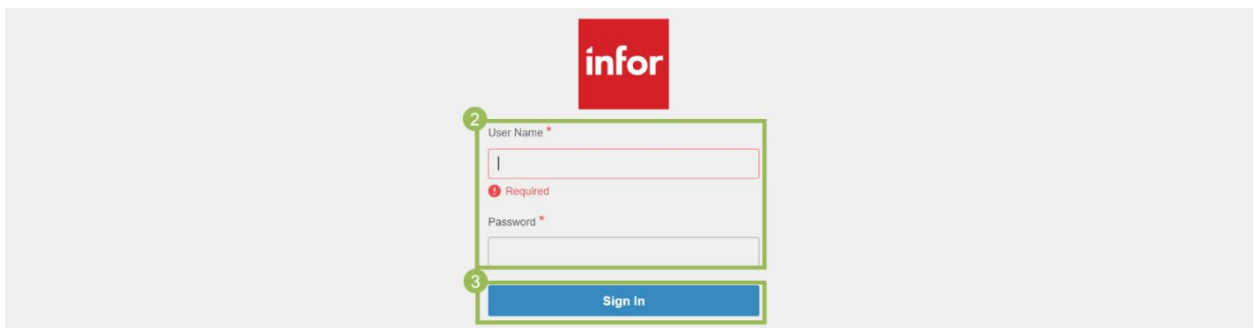 infor
2
User Name *
Required
Password *
3
Sign In